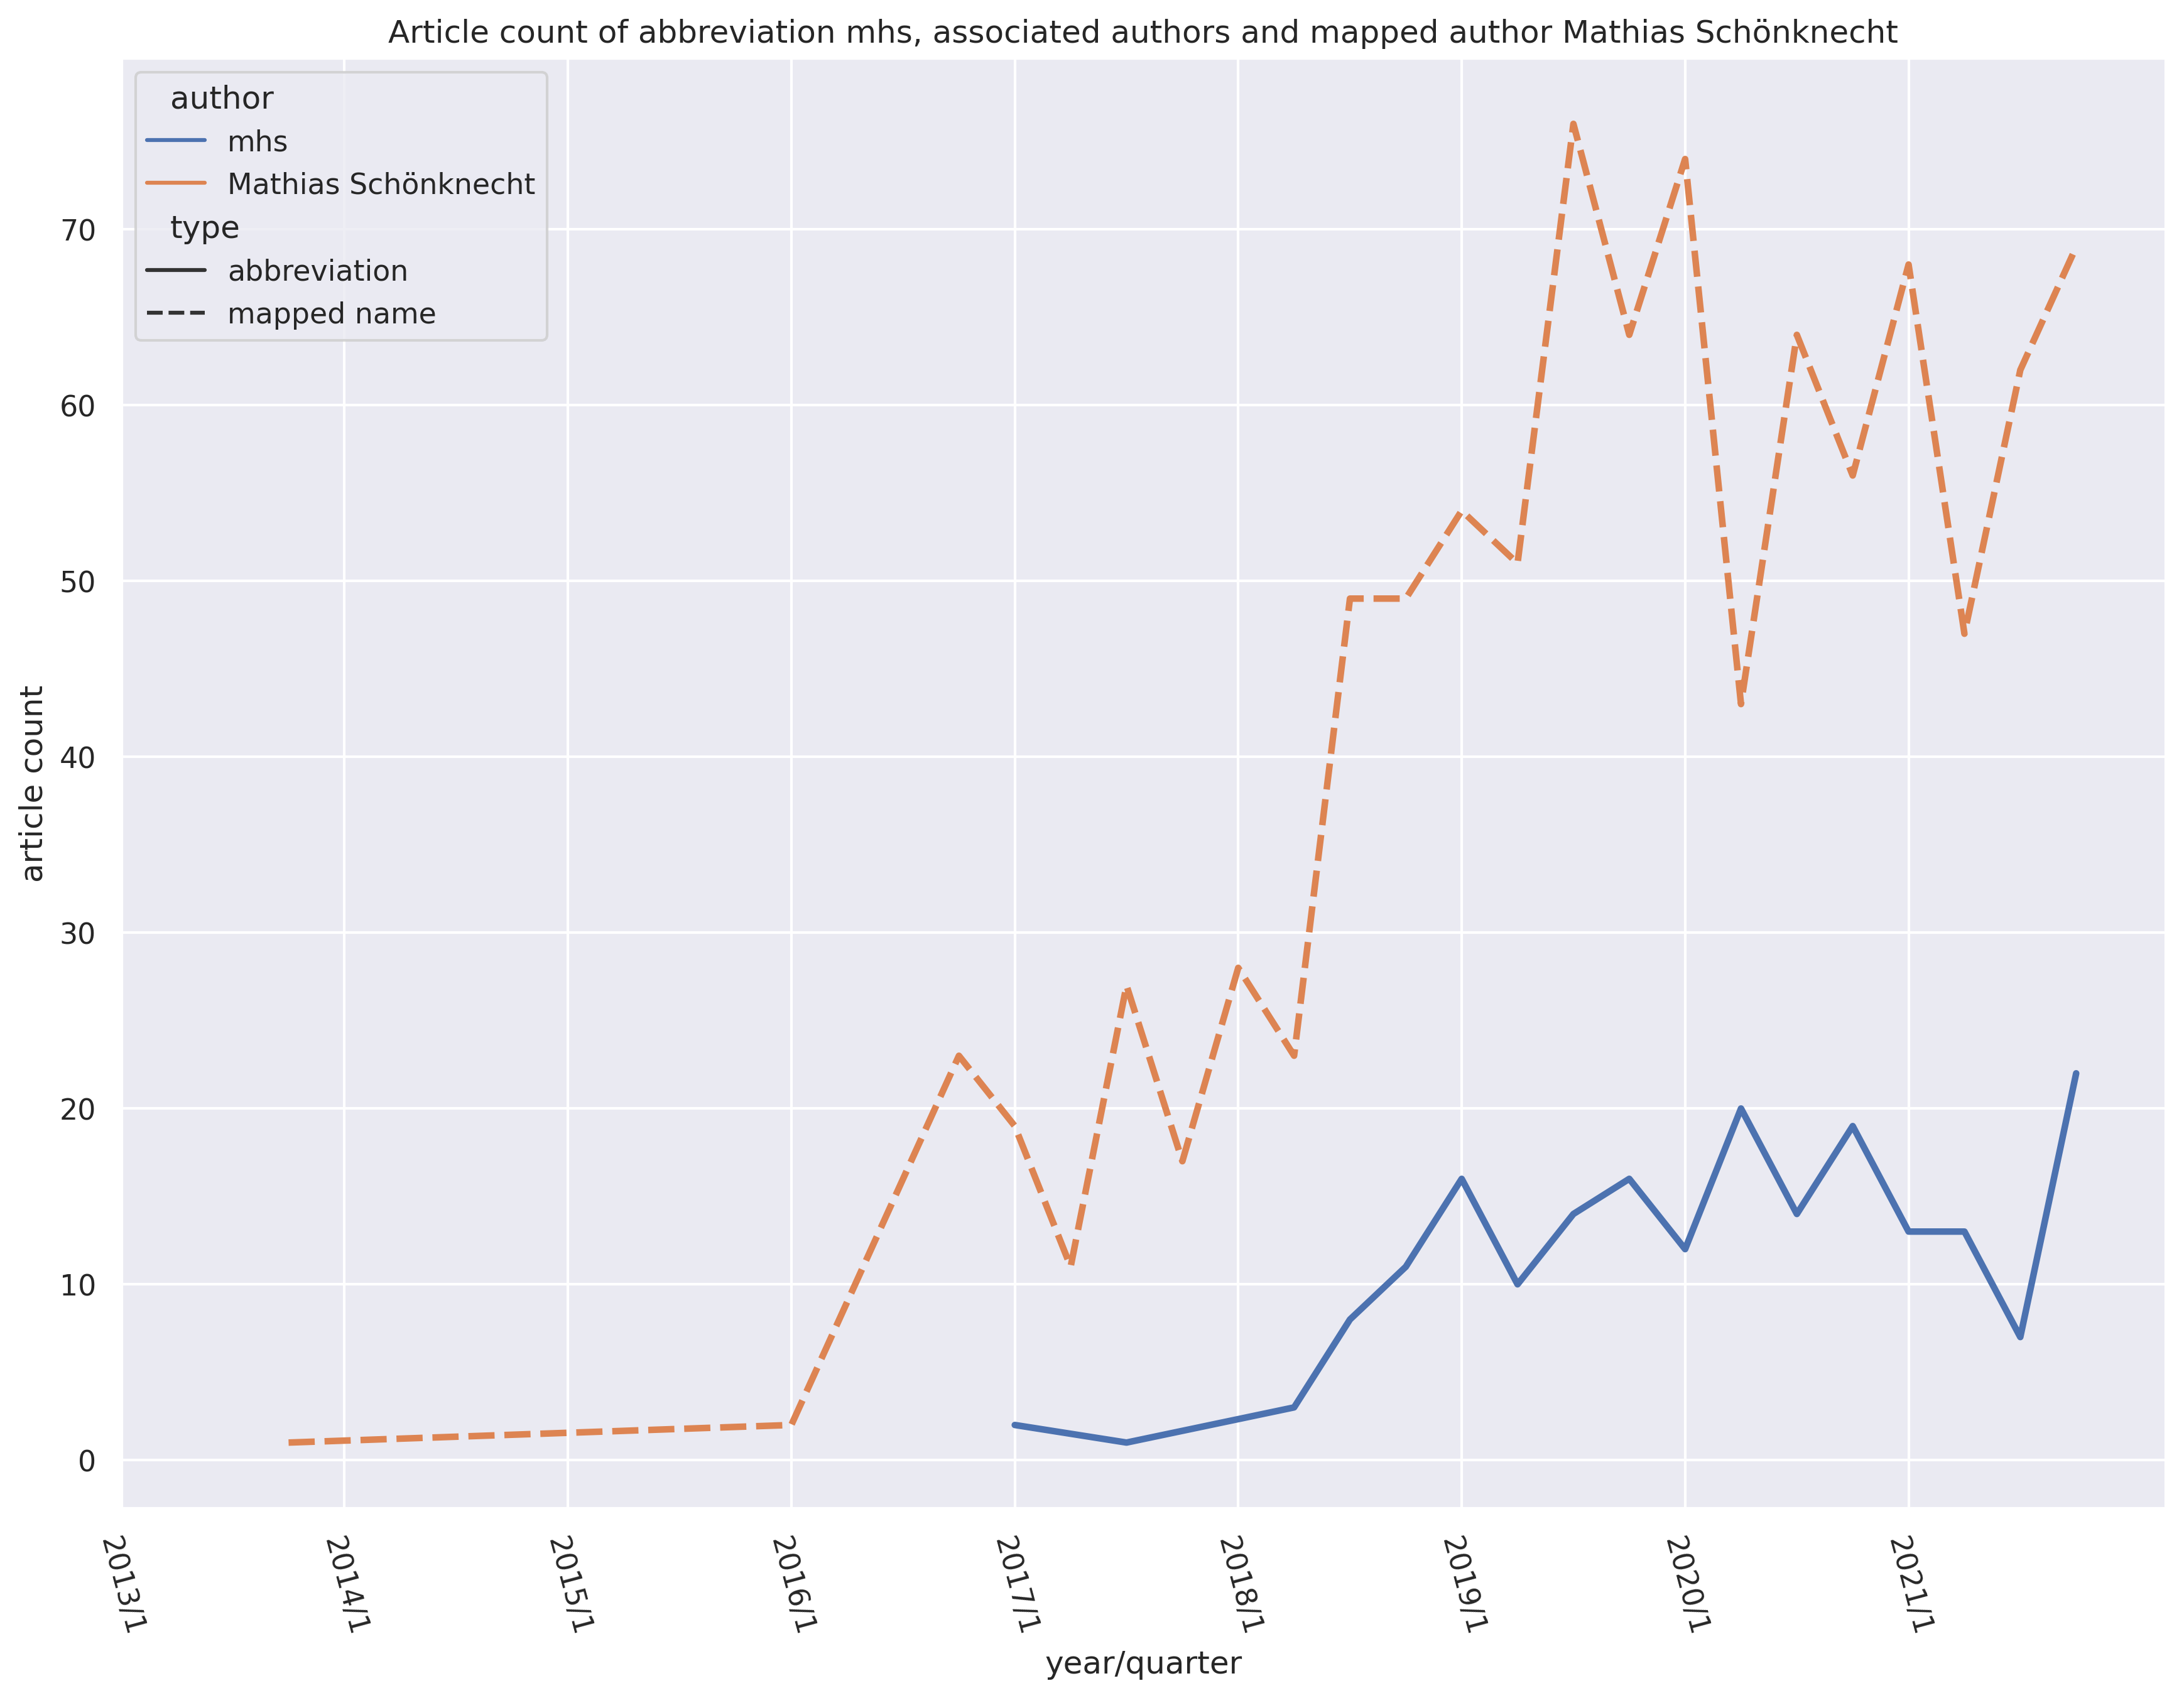 Article count of abbreviation mhs, associated authors and mapped author Mathias Schönknecht
author
mhs
Mathias Schönknecht
type
abbreviation
mapped name
article count
70
60
50
40
30
20
10
0
2013/1
2014/1
2015/1
2016/1
2017/1
2018/1
2019/1
2020/1
2021/1
year/quarter